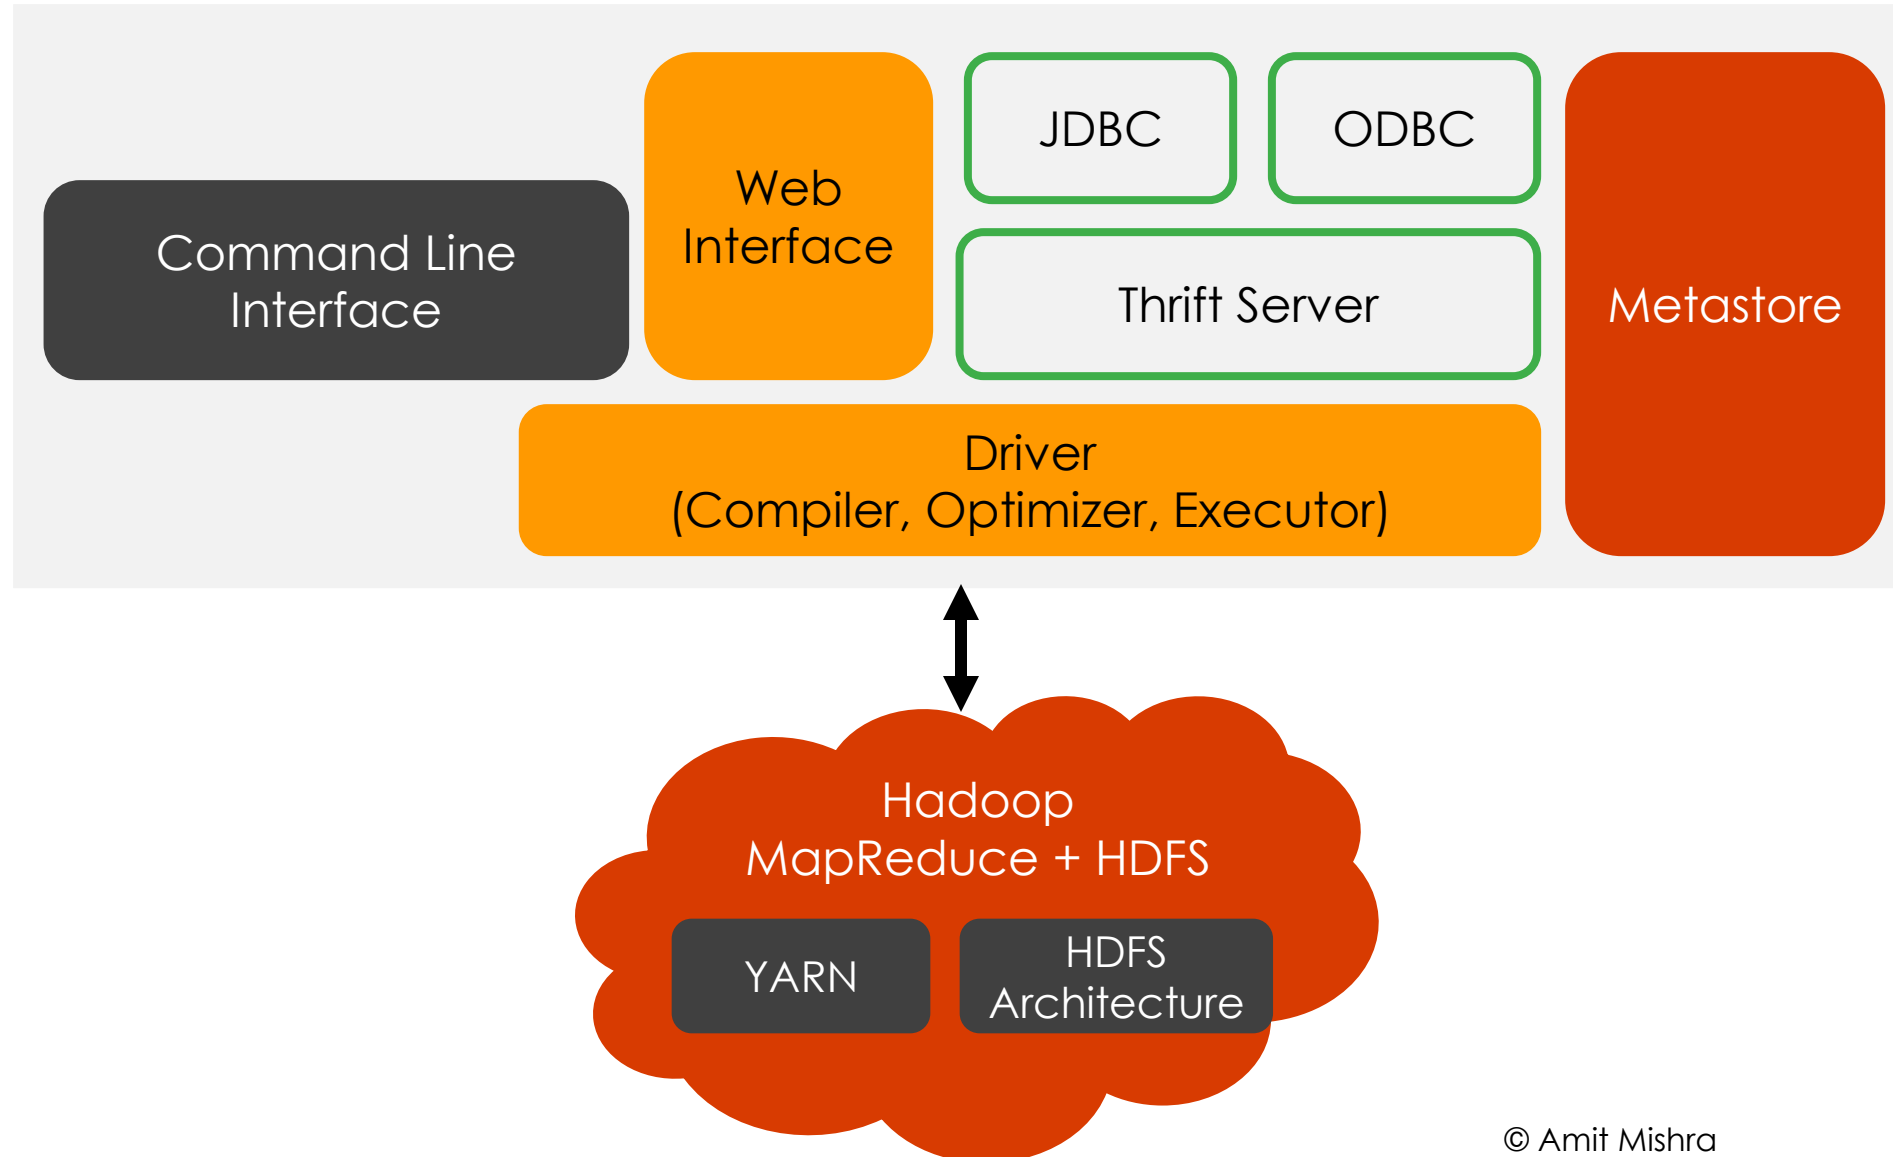 Command Line
Interface
Web
Interface
JDBC
ODBC
Thrift Server
Metastore
Driver
(Compiler, Optimizer, Executor)
Hadoop
MapReduce + HDFS
YARN
HDFS
Architecture
© Amit Mishra